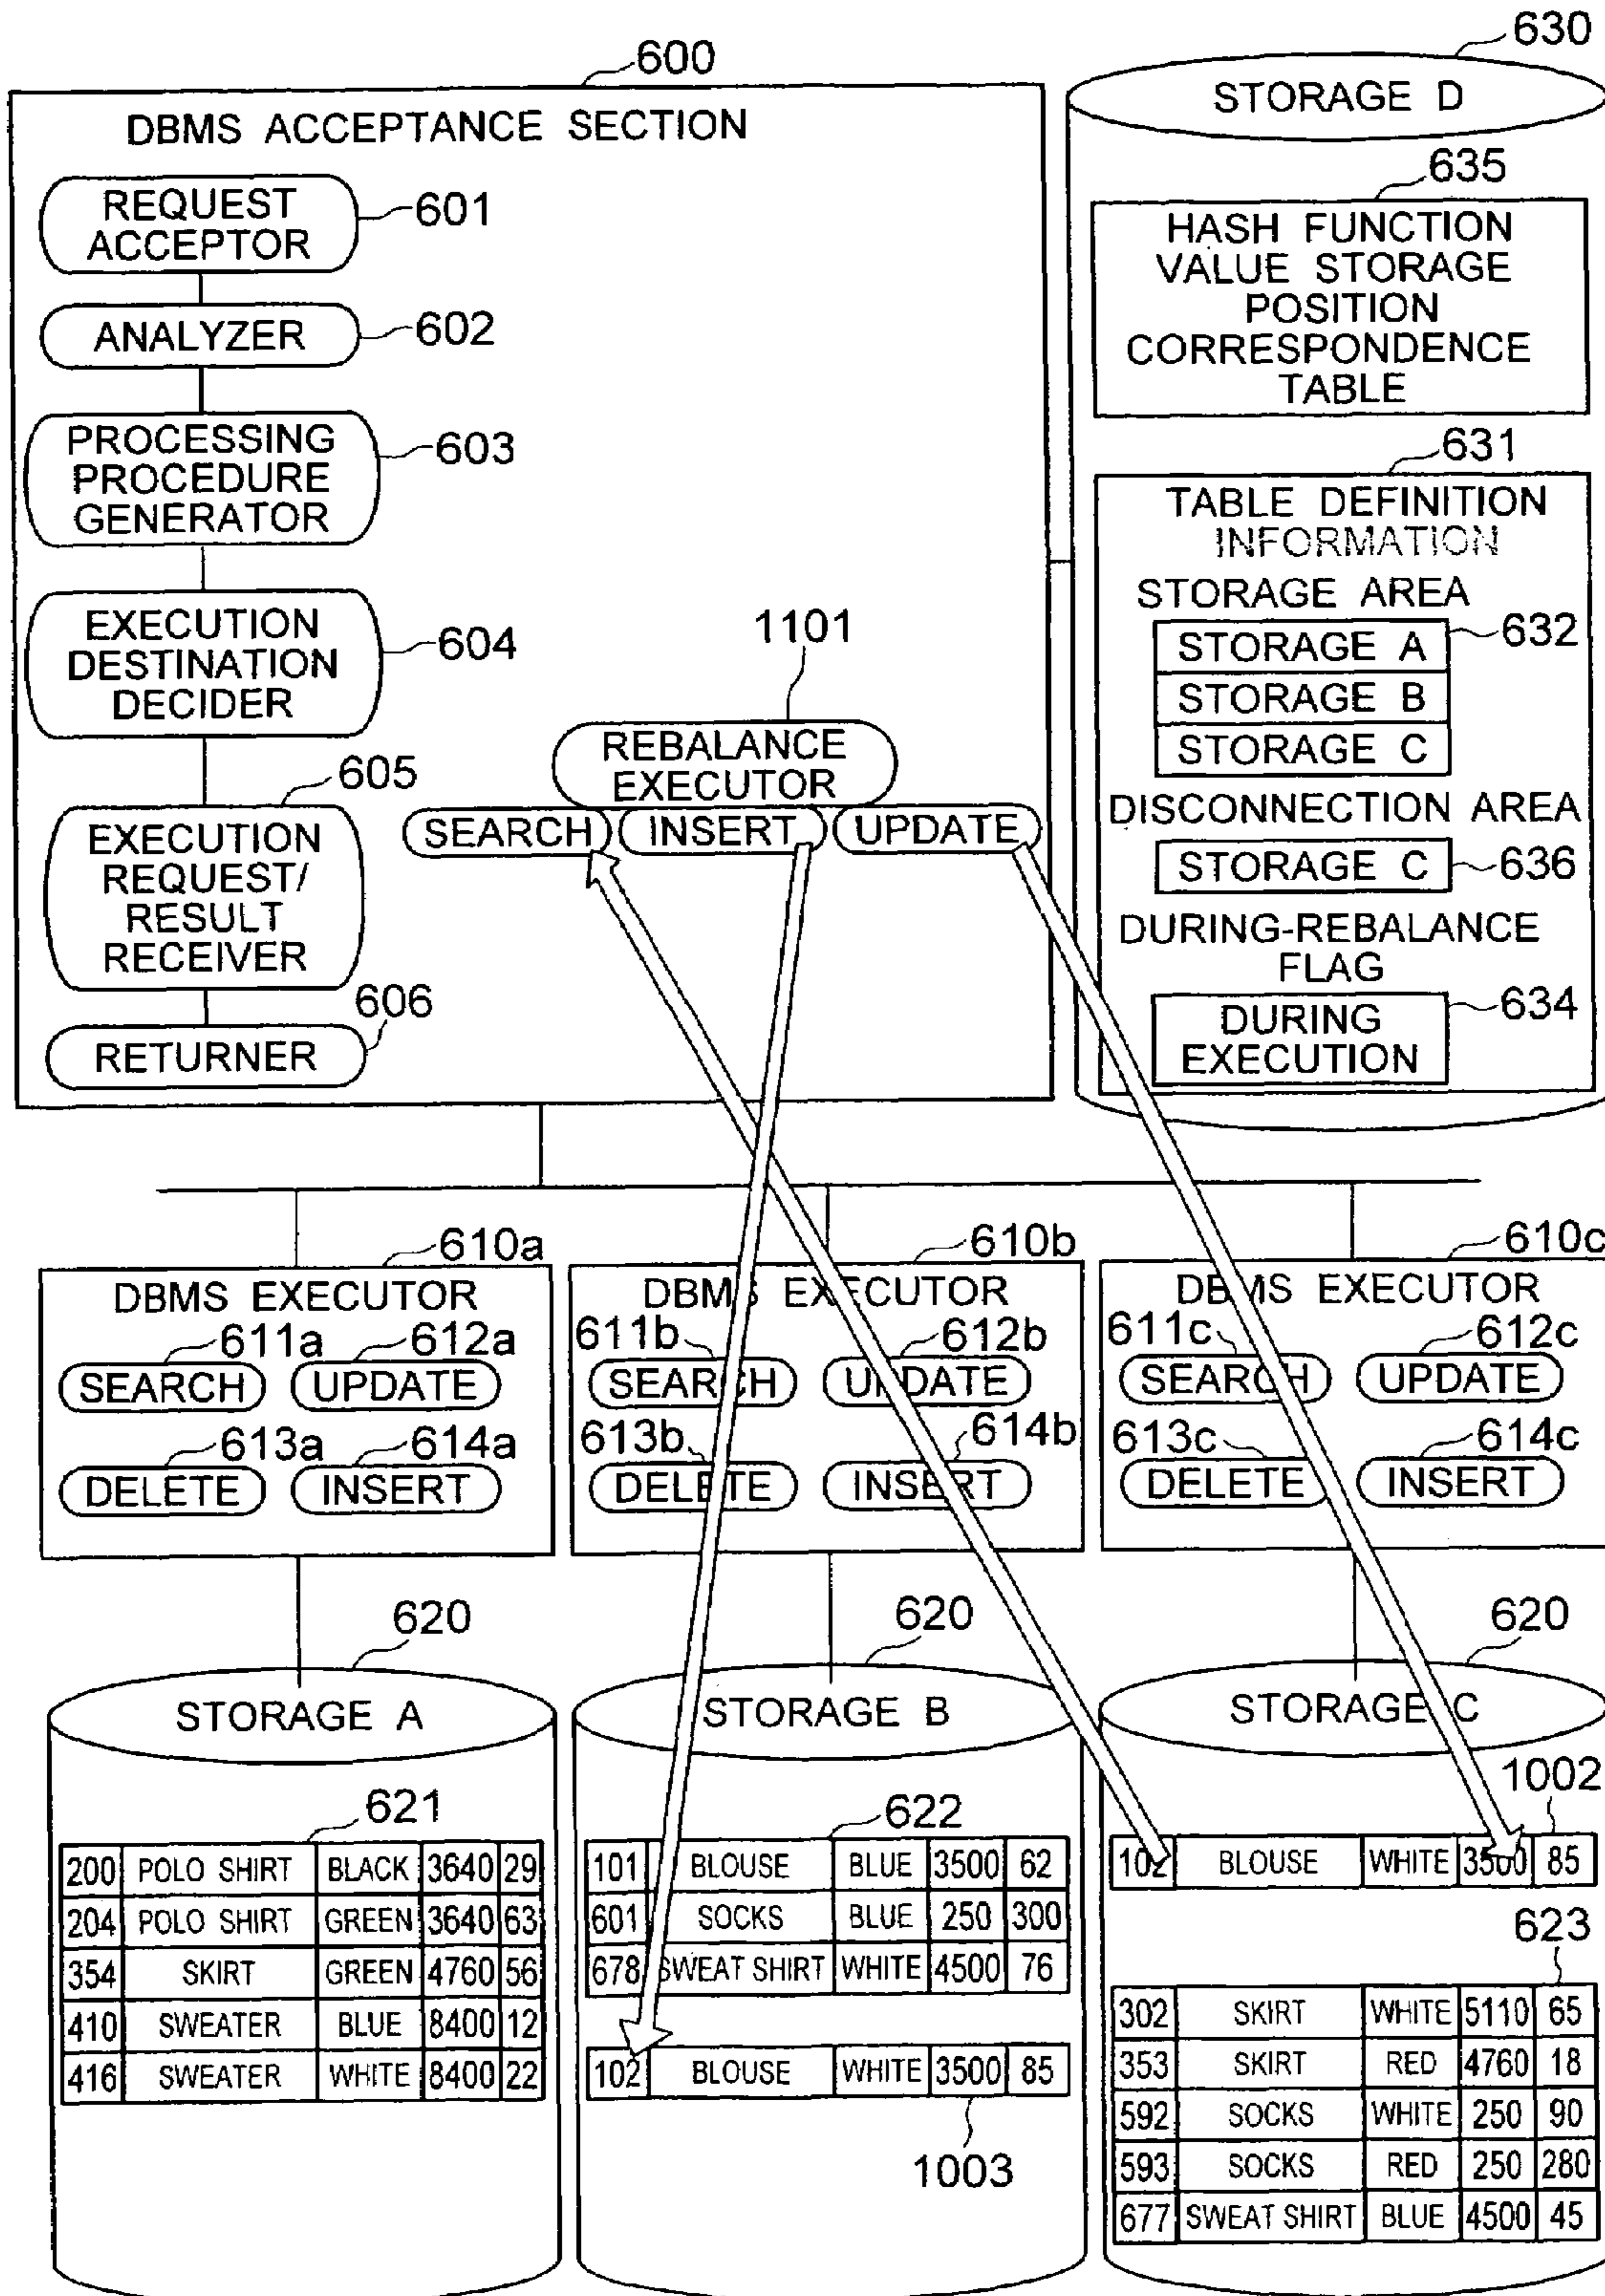 600
DBMS ACCEPTANCE SECTION
REQUEST
ACCEPTOR
601
ANALYZER
602
PROCESSING
PROCEDURE
GENERATOR
603
EXECUTION
DESTINATION
DECIDER
604
605
EXECUTION
REQUEST/
RESULT
RECEIVER
606
RETURNER
1101
REBALANCE
EXECUTOR
SEARCH
INSERT
UPDATE
630
STORAGE D
635
HASH FUNCTION
VALUE STORAGE
POSITION
CORRESPONDENCE
TABLE
631
TABLE DEFINITION
INFORMATION
STORAGE AREA
632
STORAGE A
STORAGE B
STORAGE C
DISCONNECTION AREA
STORAGE C
636
DURING-REBALANCE
FLAG
634
DURING
EXECUTION
610a
DBMS EXECUTOR
611a 612a
SEARCH UPDATE
613a 614a
DELETE INSERT
610b
DBMS EXECUTOR
611b 612b
SEARCH UPDATE
613b 614b
DELETE INSERT
610c
DBMS EXECUTOR
611c 612c
SEARCH UPDATE
613c 614c
DELETE INSERT
620
STORAGE A
621
200 POLO SHIRT BLACK 3640 29
204 POLO SHIRT GREEN 3640 63
354 SKIRT GREEN 4760 56
410 SWEATER BLUE 8400 12
416 SWEATER WHITE 8400 22
620
STORAGE B
622
101 BLOUSE BLUE 3500 62
601 SOCKS BLUE 250 300
678 SWEAT SHIRT WHITE 4500 76
102 BLOUSE WHITE 3500 85
1003
620
STORAGE C
1002
102 BLOUSE WHITE 3500 85
623
302 SKIRT WHITE 5110 65
353 SKIRT RED 4760 18
592 SOCKS WHITE 250 90
593 SOCKS RED 250 280
677 SWEAT SHIRT BLUE 4500 45